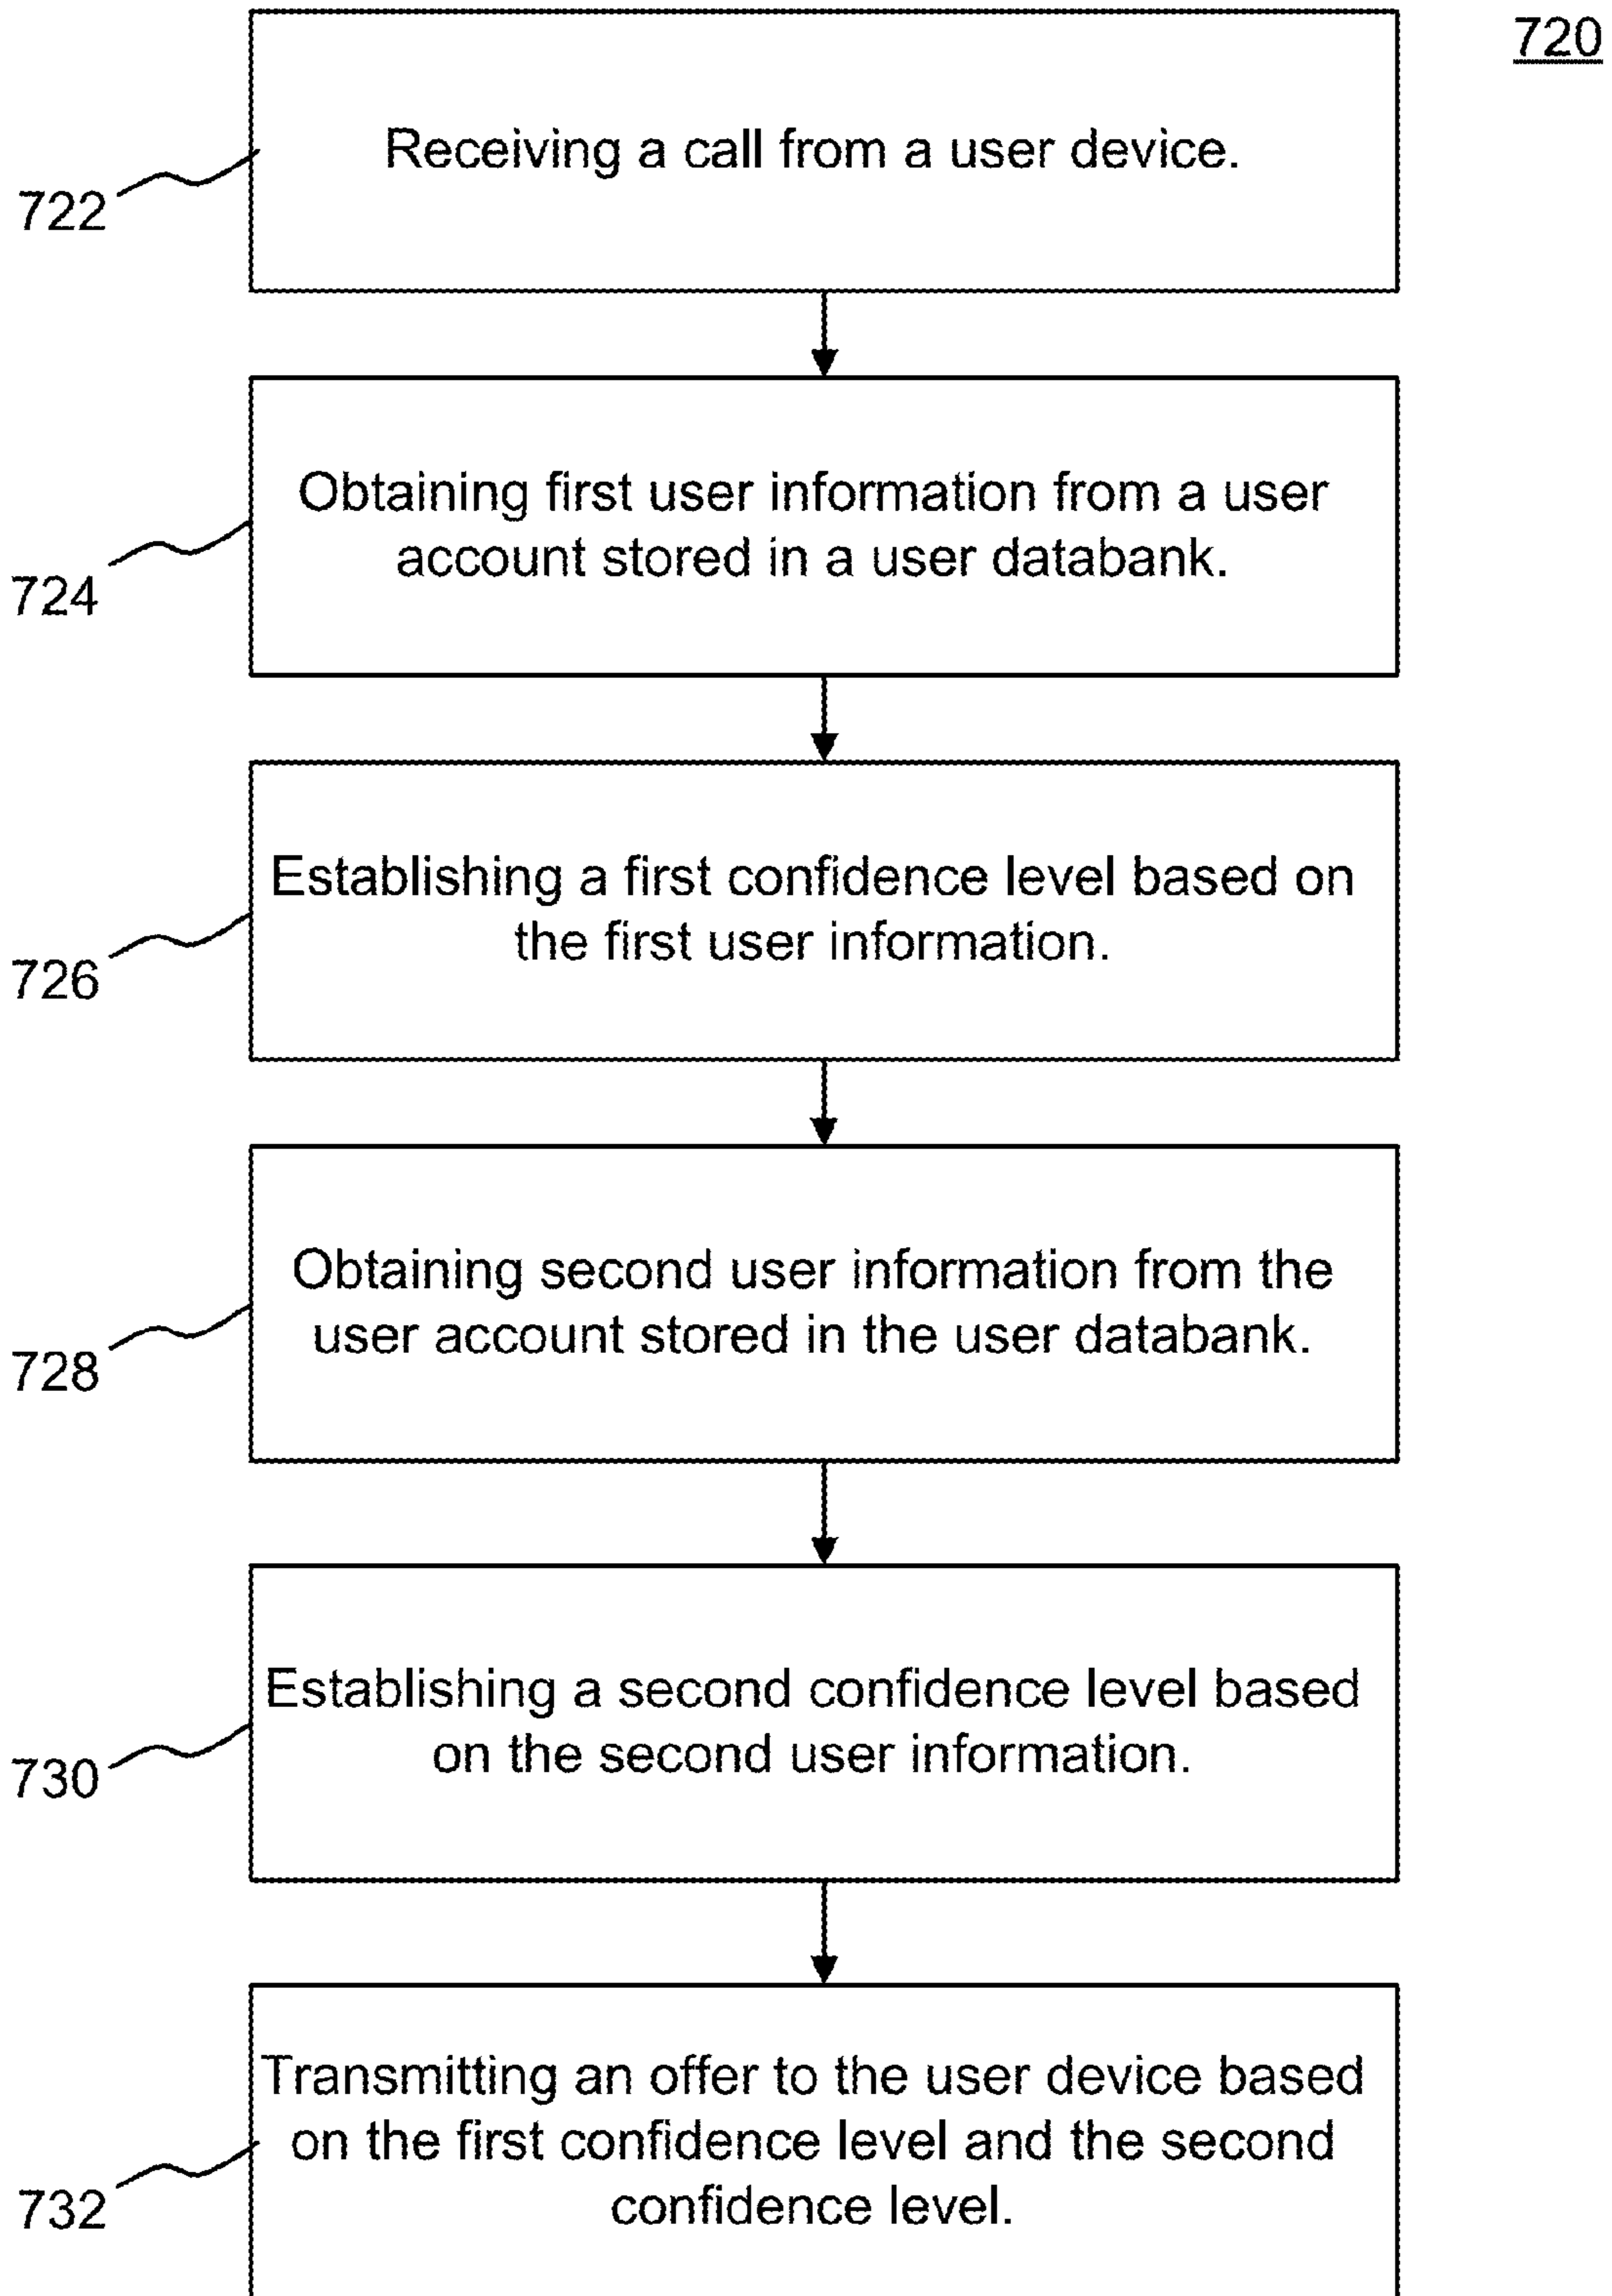 720
Receiving a call from a user device.
722
Obtaining first user information from a user
account stored in a user databank.
724
Establishing a first confidence level based on
the first user information.
726
Obtaining second user information from the
user account stored in the user databank.
728
Establishing a second confidence level based
on the second user information.
730
Transmitting an offer to the user device based
on the first confidence level and the second
confidence level.
732